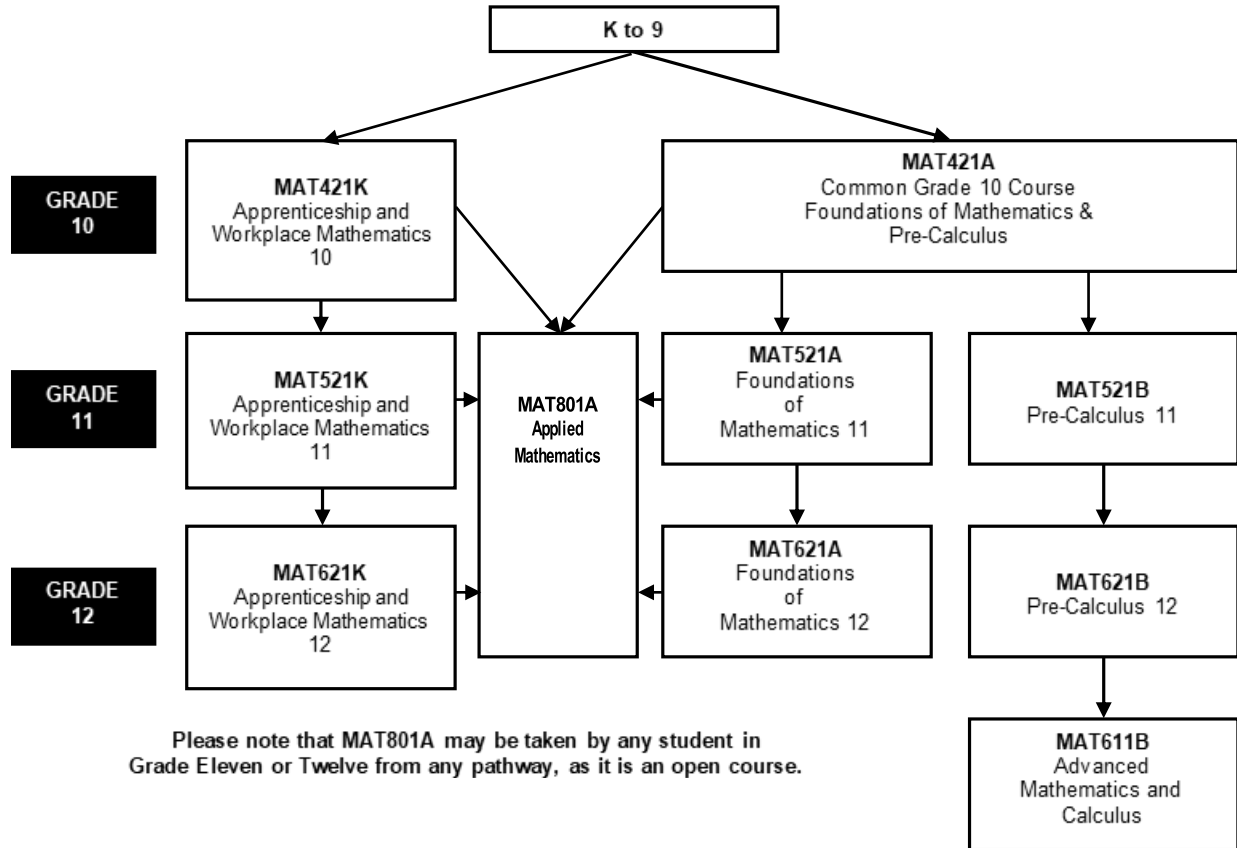 K to 9
GRADE
10
MAT421K
Apprenticeship and
Workplace Mathematics
10
MAT421A
Common Grade 10 Course
Foundations of Mathematics &
Pre-Calculus
GRADE
11
MAT521K
Apprenticeship and
Workplace Mathematics
11
MAT801A
Applied
Mathematics
MAT521A
Foundations
of
Mathematics 11
MAT521B
Pre-Calculus 11
GRADE
12
MAT621K
Apprenticeship and
Workplace Mathematics
12
MAT621A
Foundations
of
Mathematics 12
MAT621B
Pre-Calculus 12
Please note that MAT801A may be taken by any student in
Grade Eleven or Twelve from any pathway, as it is an open course.
MAT611B
Advanced
Mathematics and
Calculus